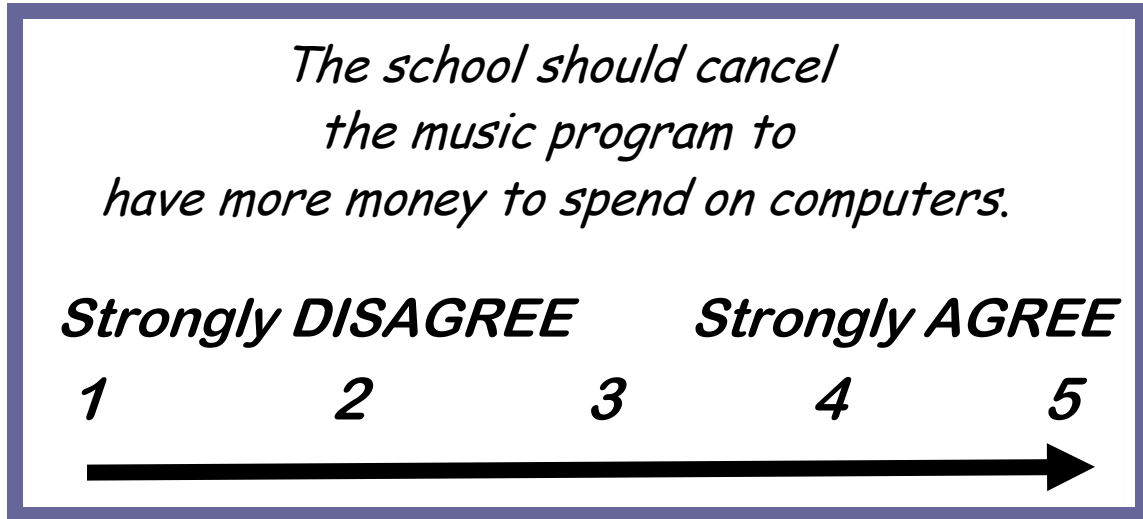 The school should cancel
the music program to
have more money to spend on computers.
Strongly DISAGREE Strongly AGREE
1 2 3 4 5